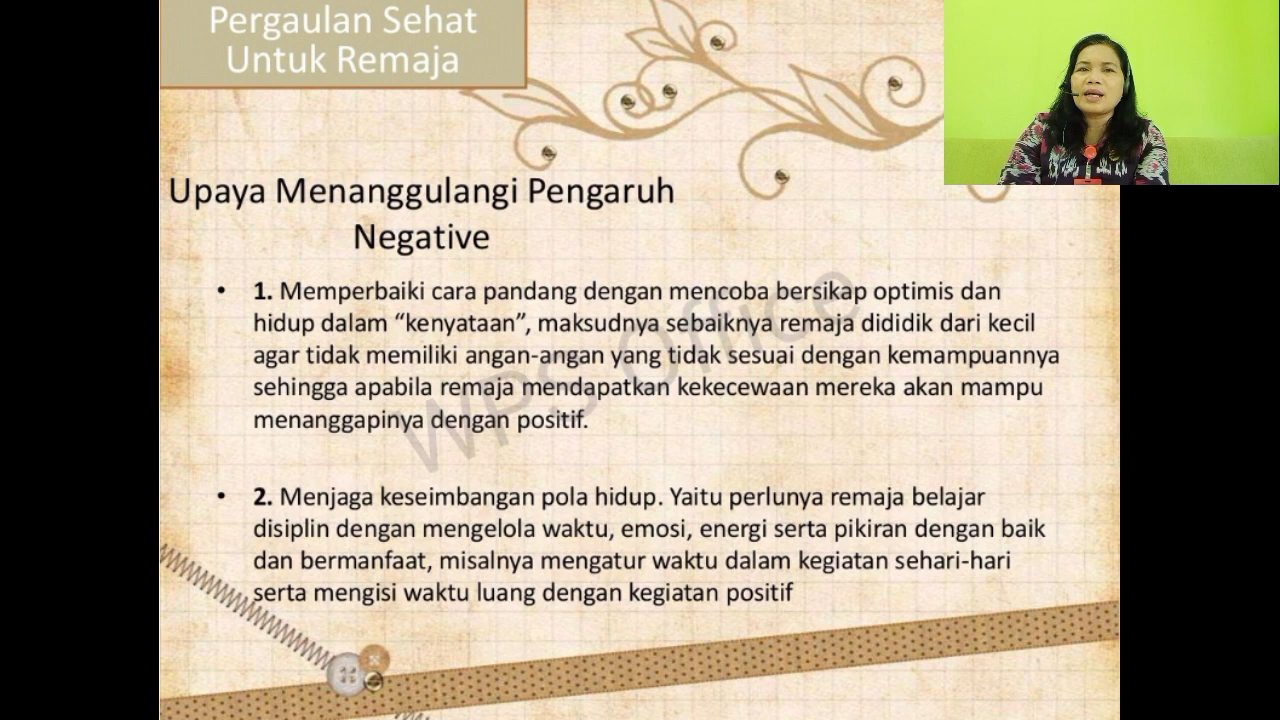 Pergaulan Sehat
Untuk Remaja
Upaya Menanggulangi Pengaruh
Negative
• 1. Memperbaiki cara pandang dengan mencoba bersikap optimis dan
hidup dalam “kenyataan”, maksudnya sebaiknya remaja dididik dari kecil
agar tidak memiliki angan-angan yang tidak sesuai dengan kemampuannya
sehingga apabila remaja mendapatkan kekecewaan mereka akan mampu
menanggapinya dengan positif.
• 2. Menjaga keseimbangan pola hidup. Yaitu perlunya remaja belajar
disiplin dengan mengelola waktu, emosi, energi serta pikiran dengan baik
dan bermanfaat, misalnya mengatur waktu dalam kegiatan sehari-hari
serta mengisi waktu luang dengan kegiatan positif
WPS Office